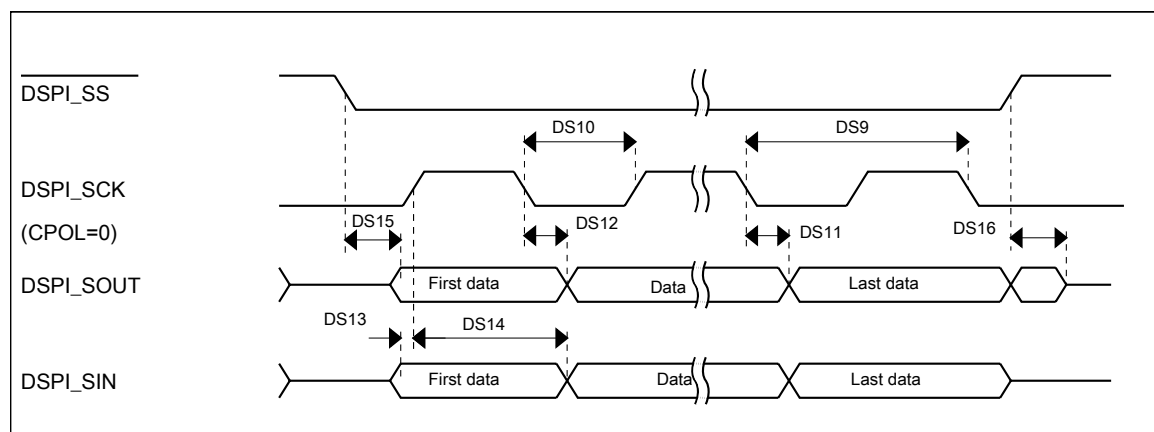 DSPI_SS
DS10
DS9
DSPI_SCK
(CPOL=0)
DS15
DS12
DS11
DS16
DSPI_SOUT
First data
Data
Last data
DS13
DS14
DSPI_SIN
First data
Data
Last data